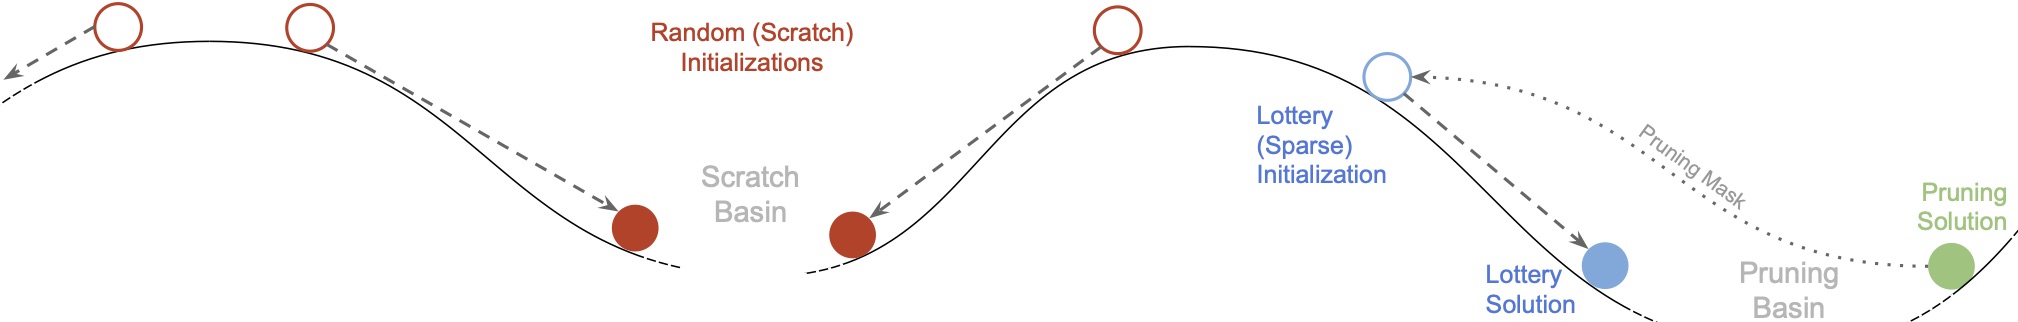 Random (Scratch)
Initializations
Scratch
Basin
Lottery
(Sparse)
Initialization
Pruning Mask
Lottery
Solution
Pruning
Basin
Pruning
Solution